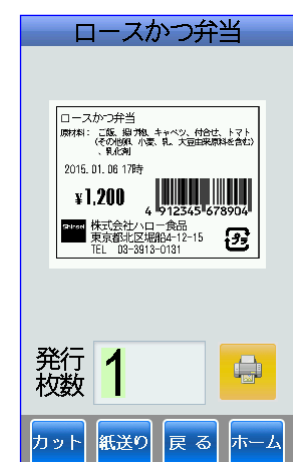 ロースかつ弁当
ロースかつ弁当
原材料： ご飯、揚げ物、キャベツ、付合せ、トマト
(その他卵、小麦、乳、大豆由来原料を含む)
、乳化剤
2015.01.06 17時
¥1,200
4 912345 678904
Shinsei
株式会社ハロー食品
東京都北区堀船4-12-15
TEL 03-3913-0131
プラ
発行
枚数
1
カット
紙送り
戻る
ホーム